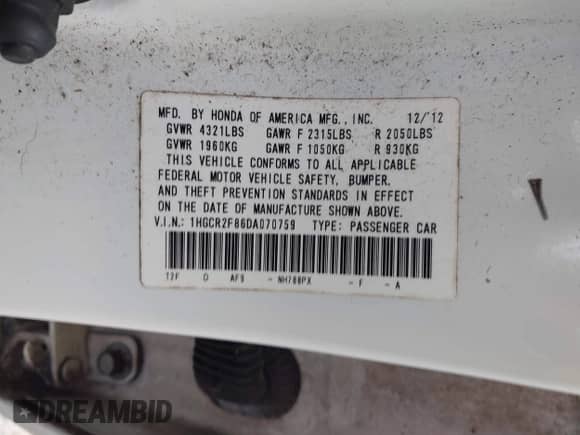 MFD. BY HONDA OF AMERICA MFG., INC. 12/12
GVWR 4321LBS GAWR F 2315LBS R 2050LBS
GVWR 1960KG GAWR F 1050KG R 930KG
THIS VEHICLE CONFORMS TO ALL APPLICABLE
FEDERAL MOTOR VEHICLE SAFETY, BUMPER,
AND THEFT PREVENTION STANDARDS IN EFFECT
ON THE DATE OF MANUFACTURE SHOWN ABOVE.
V.I.N.: 1HGCR2F86DA070759 TYPE: PASSENGER CAR
12F O AF9 - NH788PX - F - A
DREAMBID